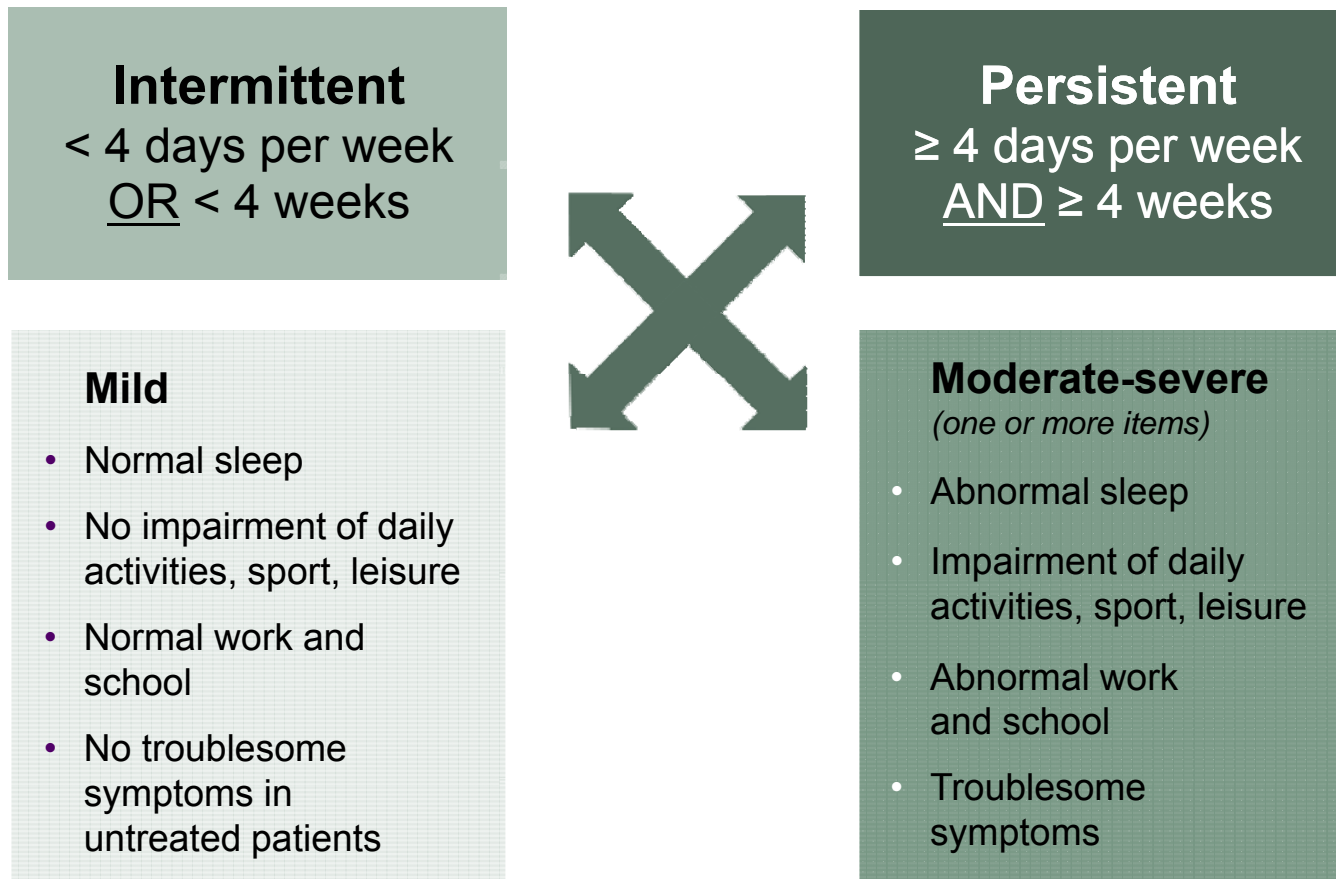 Intermittent
< 4 days per week
OR < 4 weeks
Persistent
≥ 4 days per week
AND ≥ 4 weeks
Mild
• Normal sleep
• No impairment of daily
activities, sport, leisure
• Normal work and
school
• No troublesome
symptoms in
untreated patients
Moderate-severe
(one or more items)
• Abnormal sleep
• Impairment of daily
activities, sport, leisure
• Abnormal work
and school
• Troublesome
symptoms